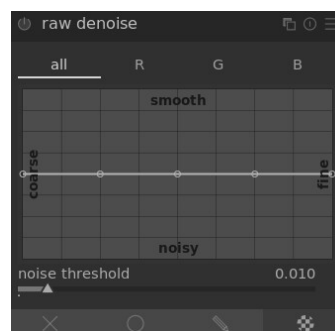 raw denoise
all R G B
smooth
coarse
fine
noisy
noise threshold 0.010